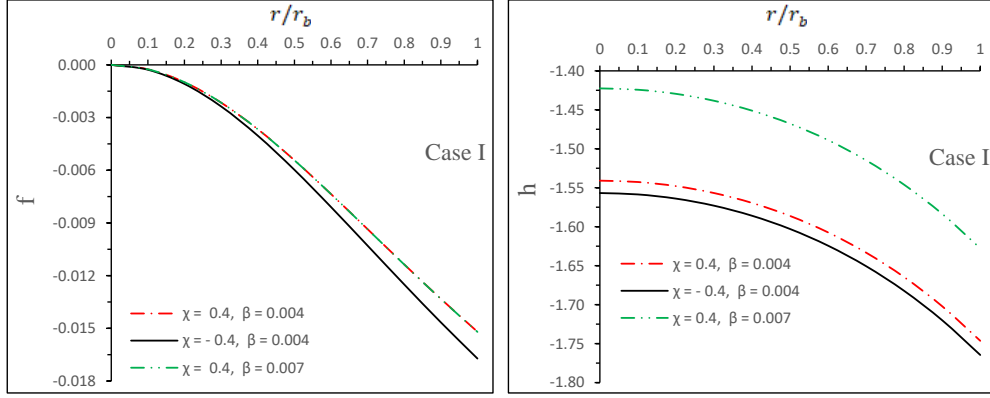 r/r_b
0 0.1 0.2 0.3 0.4 0.5 0.6 0.7 0.8 0.9 1
0.000
-0.003
-0.006
-0.009
-0.012
-0.015
-0.018
f
Case I
χ = 0.4, β = 0.004
χ = - 0.4, β = 0.004
χ = 0.4, β = 0.007
r/r_b
0 0.1 0.2 0.3 0.4 0.5 0.6 0.7 0.8 0.9 1
-1.40
-1.45
-1.50
-1.55
-1.60
-1.65
-1.70
-1.75
-1.80
h
Case I
χ = 0.4, β = 0.004
χ = - 0.4, β = 0.004
χ = 0.4, β = 0.007